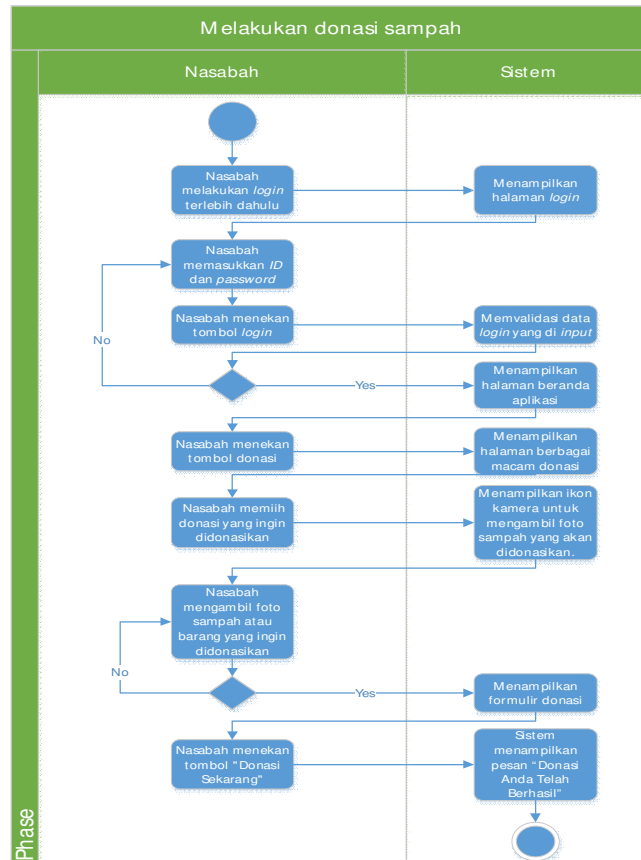 Melakukan donasi sampah
Nasabah
Sistem
Nasabah
melakukan login
terlebih dahulu
Menampilkan
halaman login
Nasabah
memasukkan ID
dan password
Nasabah menekan
tombol login
Memvalidasi data
login yang di input
No
Yes
Menampilkan
halaman beranda
aplikasi
Nasabah menekan
tombol donasi
Menampilkan
halaman berbagai
macam donasi
Nasabah memiih
donasi yang ingin
didonasikan
Menampilkan ikon
kamera untuk
mengambil foto
sampah yang akan
didonasikan.
Nasabah
mengambil foto
sampah atau
barang yang ingin
didonasikan
No
Yes
Menampilkan
formulir donasi
Nasabah menekan
tombol "Donasi
Sekarang"
Sistem
menampilkan
pesan “Donasi
Anda Telah
Berhasil”
Phase